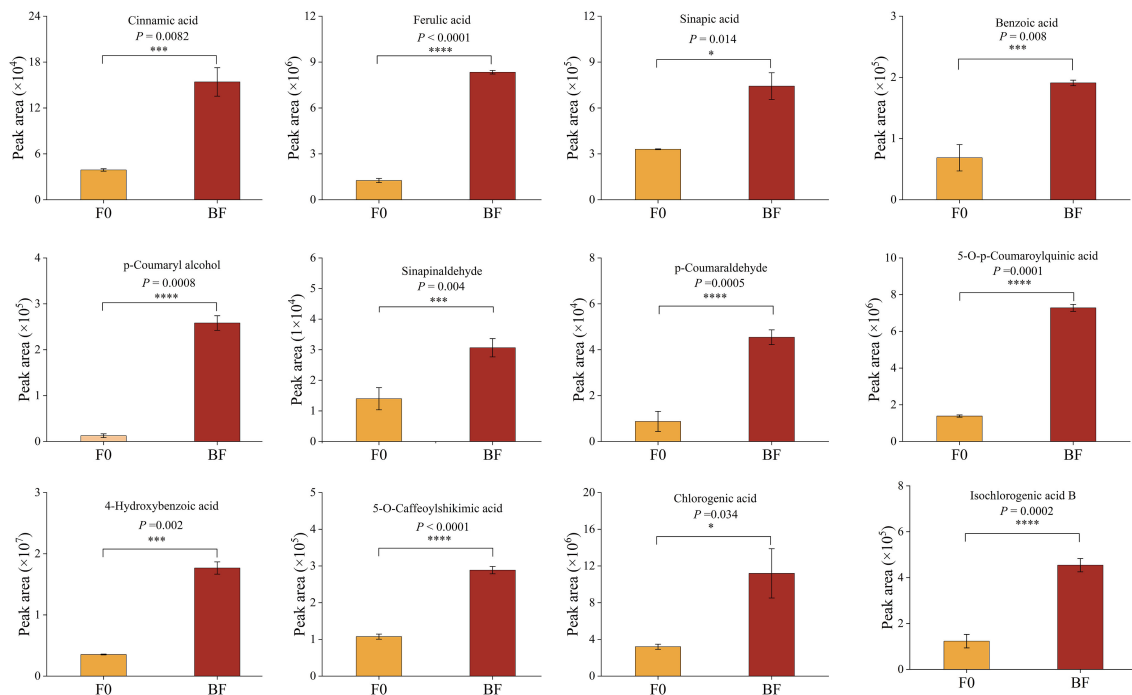 Cinnamic acid
P = 0.0082
***
Peak area (×10⁴)
24
18
12
6
0
F0 BF
Ferulic acid
P < 0.0001
****
Peak area (×10⁶)
12
9
6
3
0
F0 BF
Sinapic acid
P = 0.014
*
Peak area (×10⁵)
12
9
6
3
0
F0 BF
Benzoic acid
P = 0.008
***
Peak area (×10⁵)
3
2
1
0
F0 BF
p-Coumaryl alcohol
P = 0.0008
****
Peak area (×10⁵)
4
3
2
1
0
F0 BF
Sinapinaldehyde
P = 0.004
***
Peak area (1×10⁴)
6
5
4
3
2
1
0
F0 BF
p-Coumaraldehyde
P =0.0005
****
Peak area (×10⁴)
8
6
4
2
0
F0 BF
5-O-p-Coumaroylquinic acid
P =0.0001
****
Peak area (×10⁶)
10
8
6
4
2
0
F0 BF
4-Hydroxybenzoic acid
P =0.002
***
Peak area (×10⁷)
3
2
1
0
F0 BF
5-O-Caffeoylshikimic acid
P < 0.0001
****
Peak area (×10⁵)
5
4
3
2
1
0
F0 BF
Chlorogenic acid
P =0.034
*
Peak area (×10⁶)
20
16
12
8
4
0
F0 BF
Isochlorogenic acid B
P = 0.0002
****
Peak area (×10⁵)
8
6
4
2
0
F0 BF